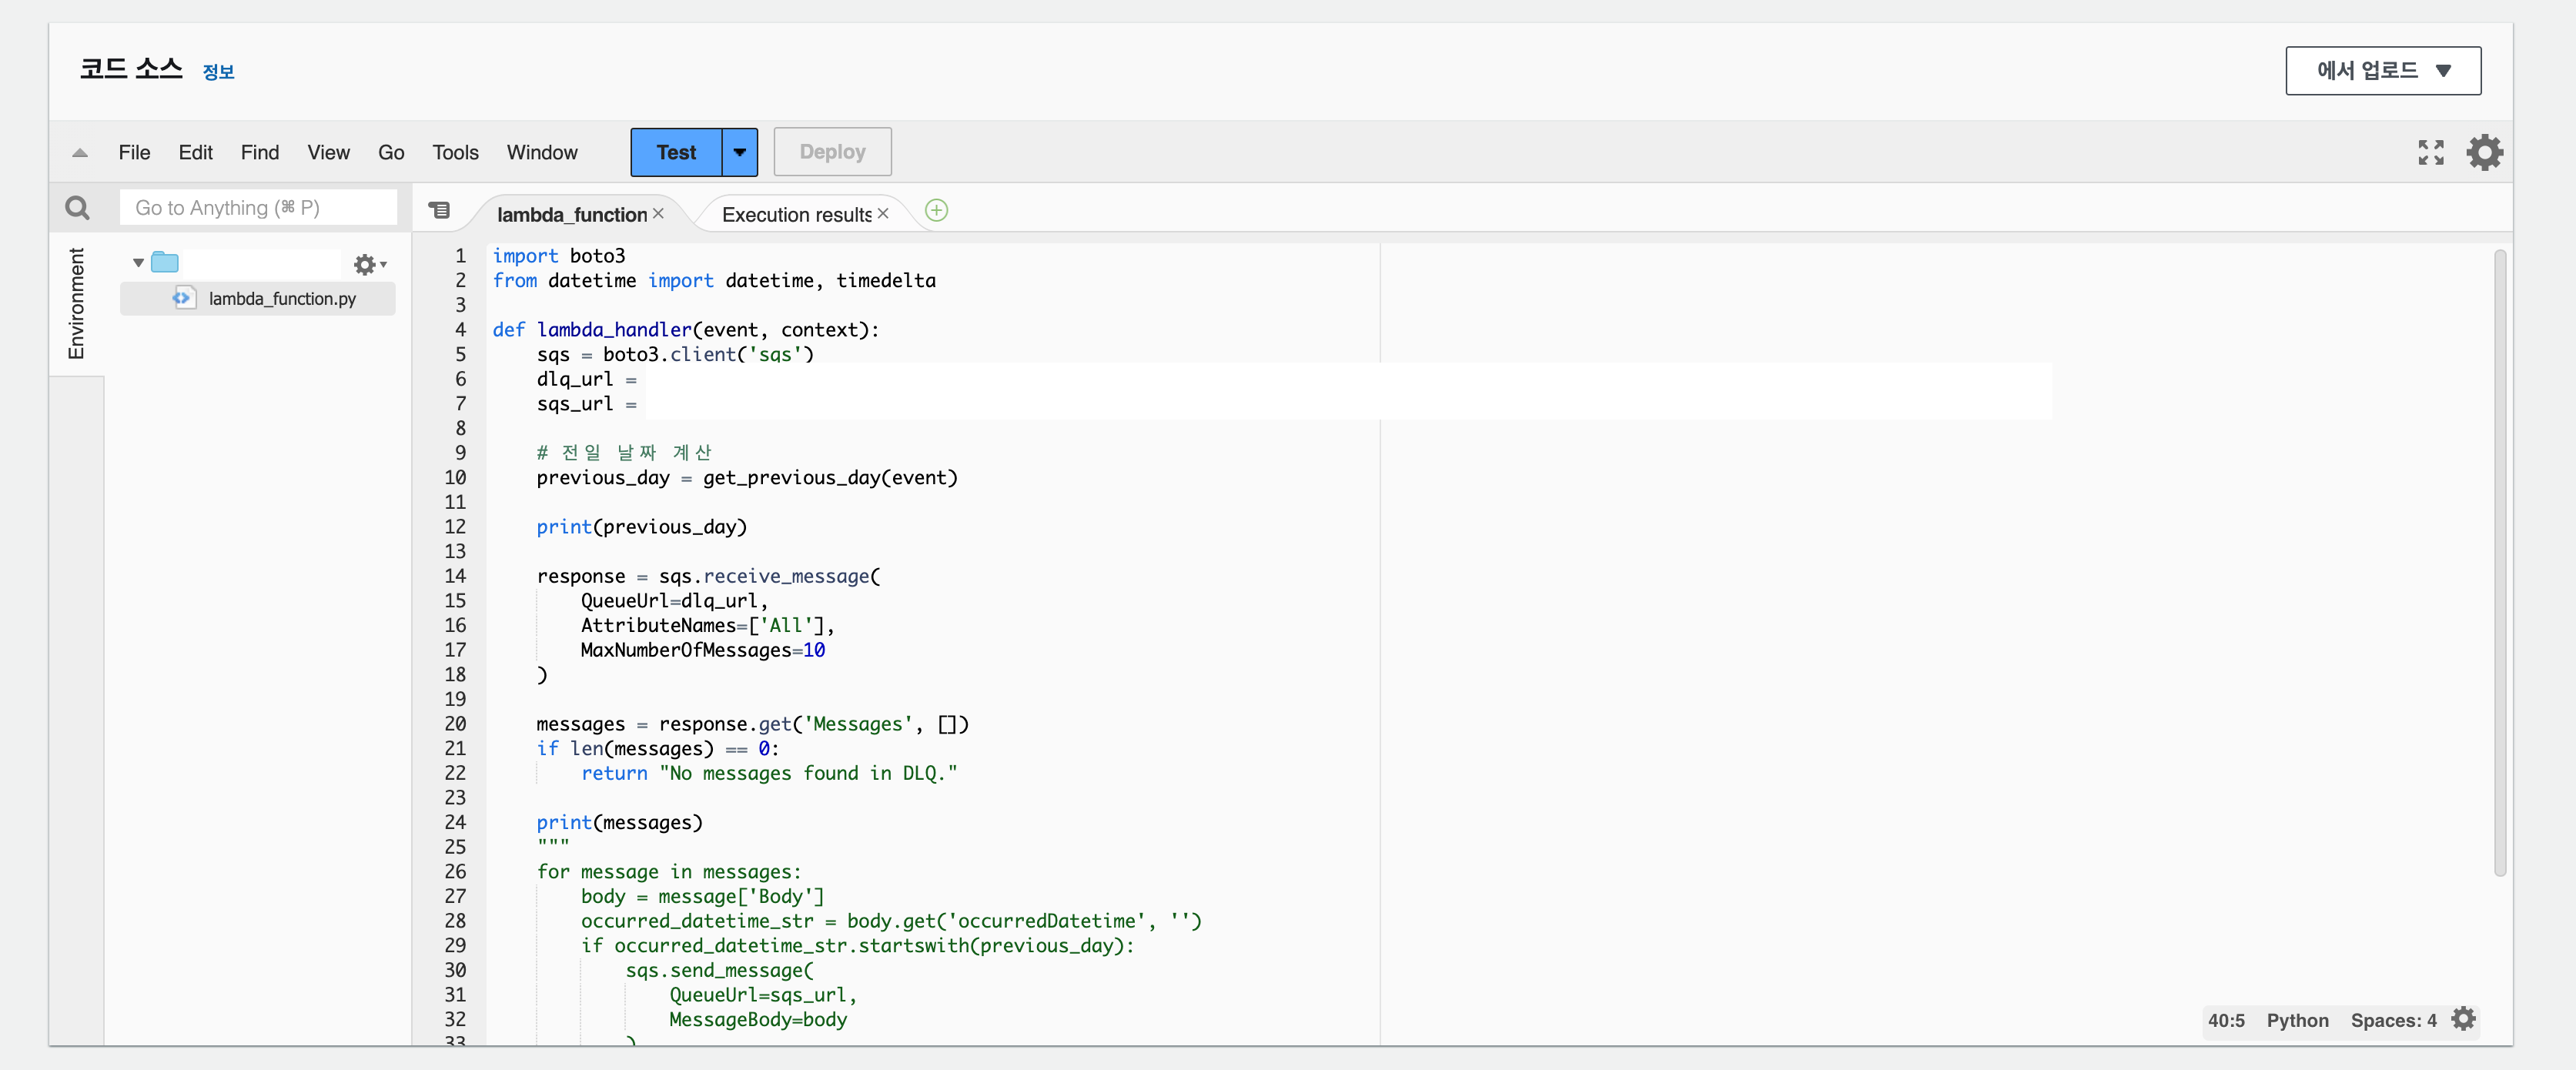 코드 소스 정보
에서 업로드 ▼
File Edit Find View Go Tools Window Test Deploy
Go to Anything (⌘ P)
lambda_function × Execution results ×
Environment
lambda_function.py
1 import boto3
2 from datetime import datetime, timedelta
3
4 def lambda_handler(event, context):
5     sqs = boto3.client('sqs')
6     dlq_url =
7     sqs_url =
8
9     # 전일 날짜 계산
10     previous_day = get_previous_day(event)
11
12     print(previous_day)
13
14     response = sqs.receive_message(
15         QueueUrl=dlq_url,
16         AttributeNames=['All'],
17         MaxNumberOfMessages=10
18     )
19
20     messages = response.get('Messages', [])
21     if len(messages) == 0:
22         return "No messages found in DLQ."
23
24     print(messages)
25     """
26     for message in messages:
27         body = message['Body']
28         occurred_datetime_str = body.get('occurredDatetime', '')
29         if occurred_datetime_str.startswith(previous_day):
30             sqs.send_message(
31                 QueueUrl=sqs_url,
32                 MessageBody=body
33             )
40:5 Python Spaces: 4